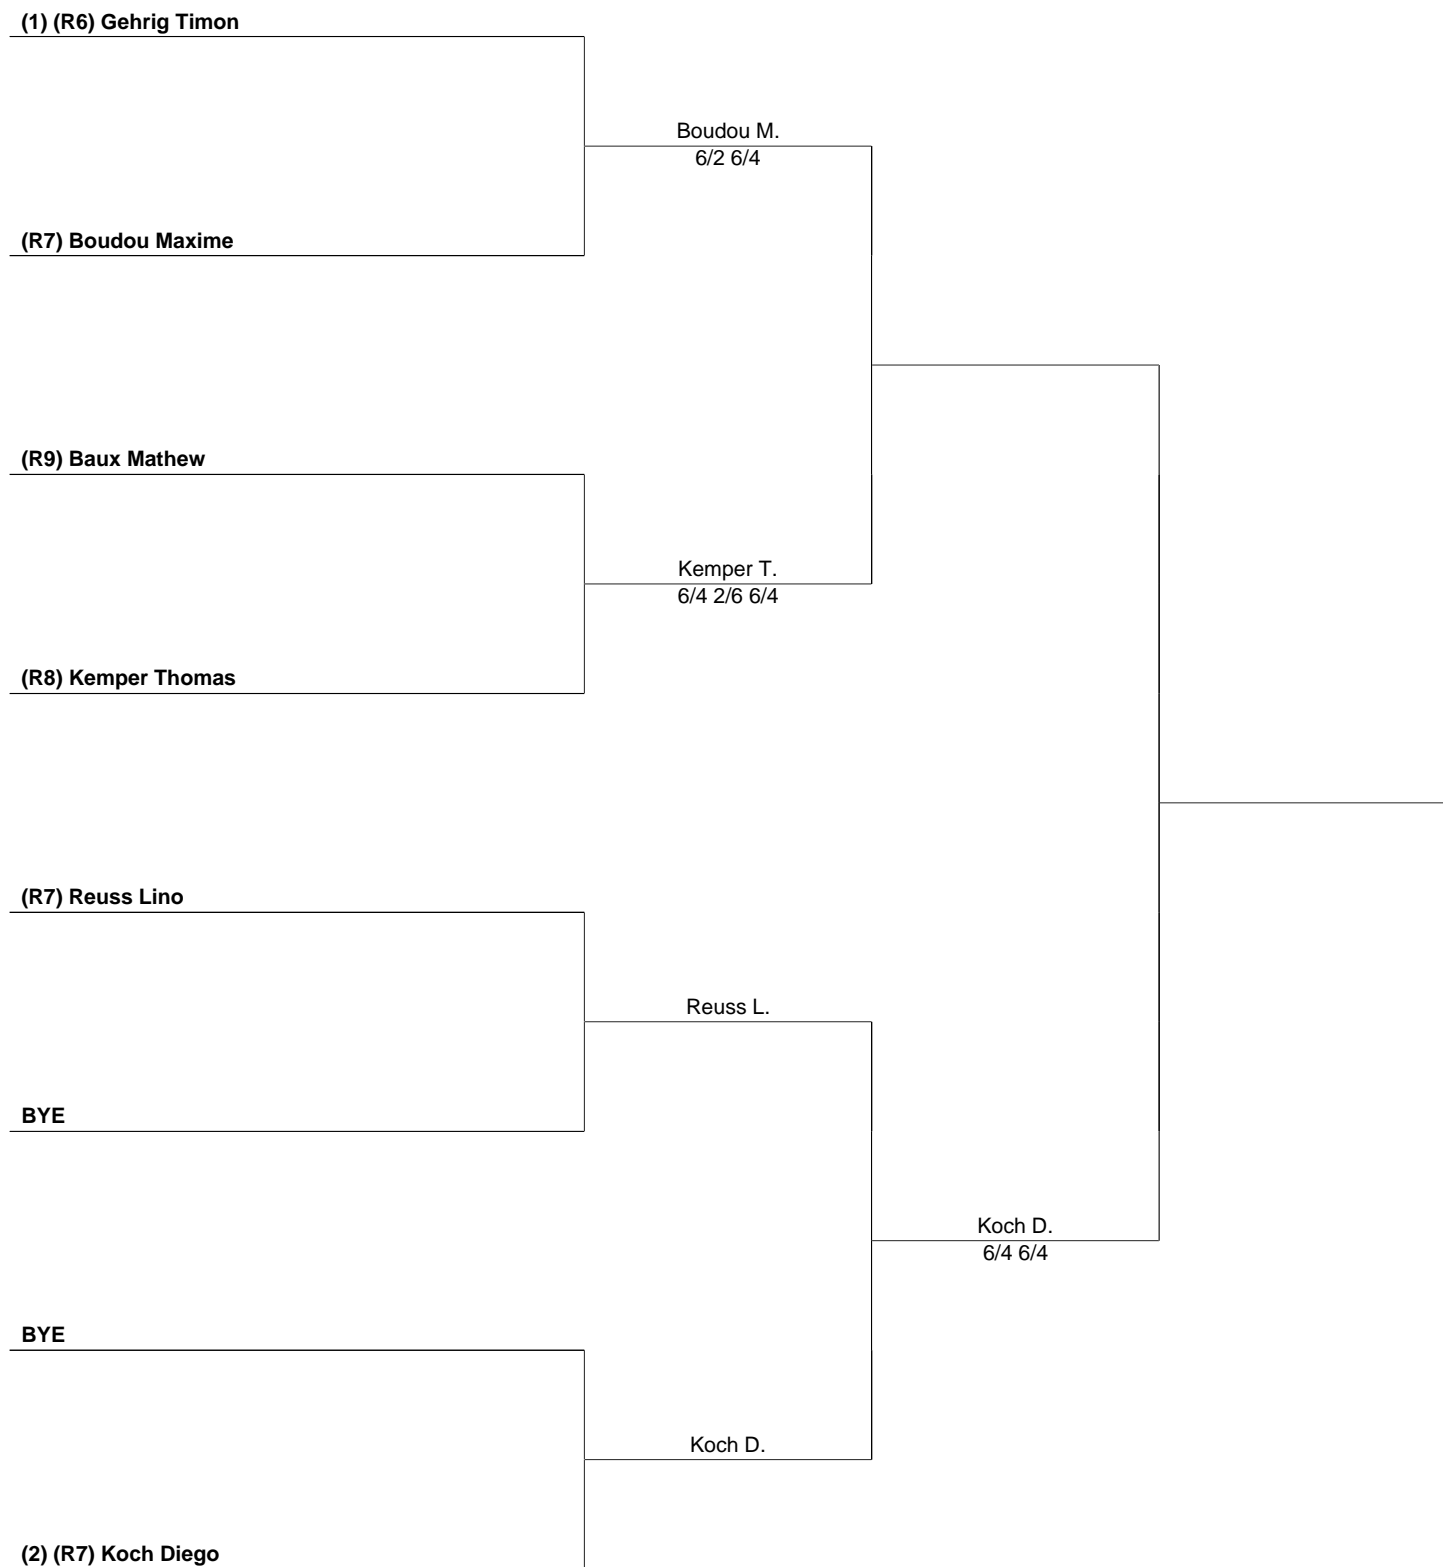 (1) (R6) Gehrig Timon
Boudou M.
6/2 6/4
(R7) Boudou Maxime
(R9) Baux Mathew
Kemper T.
6/4 2/6 6/4
(R8) Kemper Thomas
(R7) Reuss Lino
Reuss L.
BYE
Koch D.
6/4 6/4
BYE
Koch D.
(2) (R7) Koch Diego